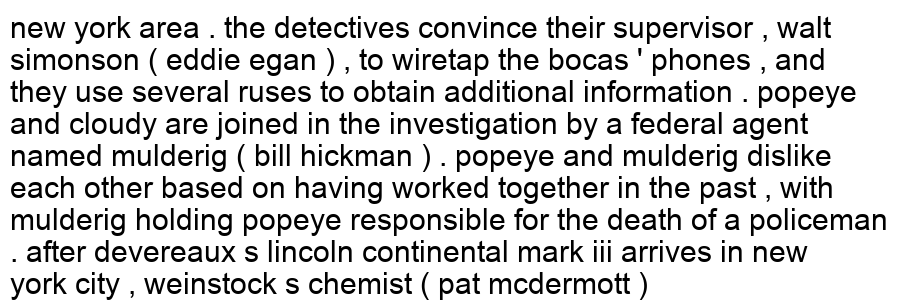 new york area . the detectives convince their supervisor , walt
simonson ( eddie egan ) , to wiretap the bocas ' phones , and
they use several ruses to obtain additional information . popeye
and cloudy are joined in the investigation by a federal agent
named mulderig ( bill hickman ) . popeye and mulderig dislike
each other based on having worked together in the past , with
mulderig holding popeye responsible for the death of a policeman
. after devereaux s lincoln continental mark iii arrives in new
york city , weinstock s chemist ( pat mcdermott )